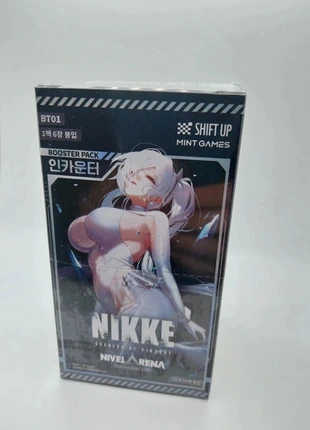 BT01
1팩 6장 봉입
SHIFT UP
MINT GAMES
BOOSTER PACK
인카운터
NIKKE
NIVEL ARENA